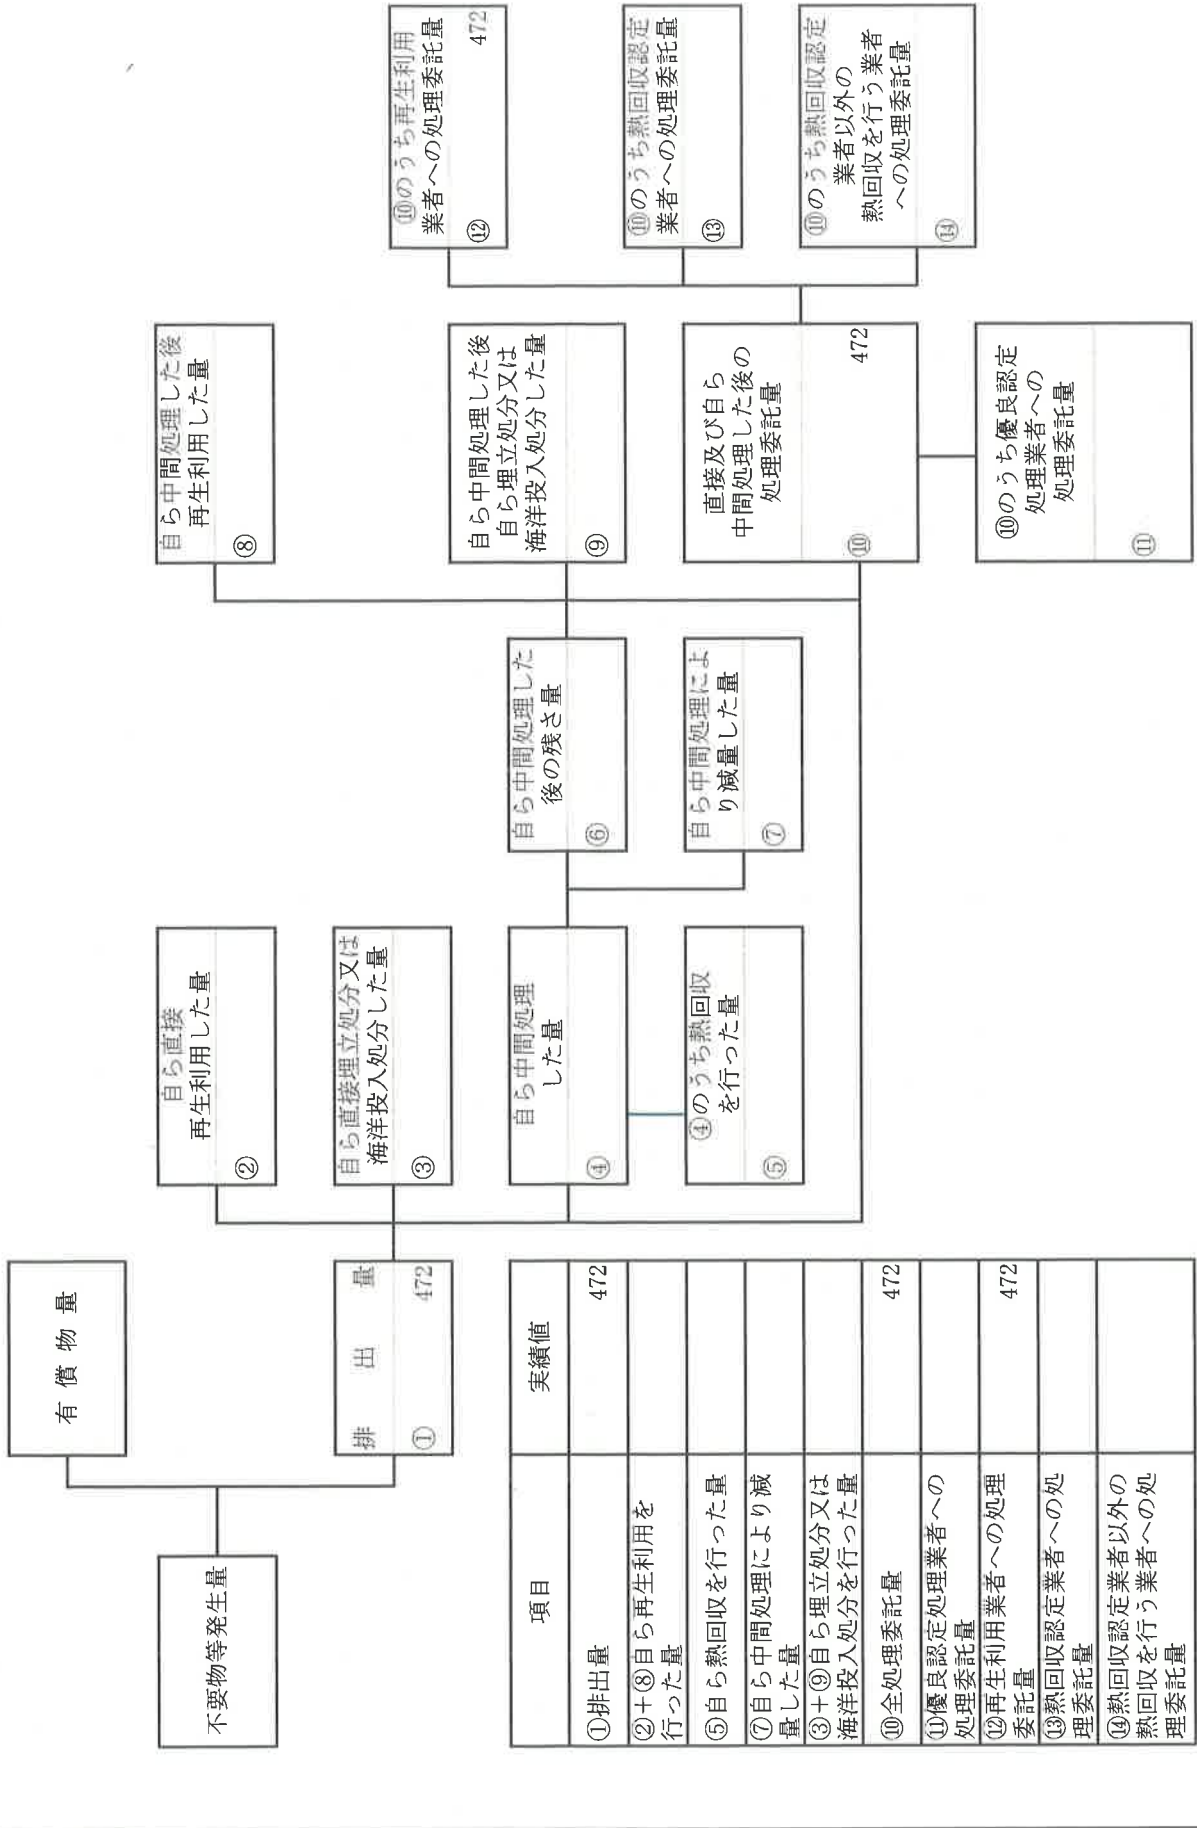 不要物等発生量
有償物量
排出量
① 472
自ら直接
再生利用した量
②
自ら直接埋立処分又は
海洋投入処分した量
③
自ら中間処理
した量
④
④のうち熱回収
を行った量
⑤
自ら中間処理した
後の残さ量
⑥
自ら中間処理によ
り減量した量
⑦
自ら中間処理した後
再生利用した量
⑧
自ら中間処理した後
自ら埋立処分又は
海洋投入処分した量
⑨
直接及び自ら
中間処理した後の
処理委託量
⑩ 472
⑩のうち優良認定
処理業者への
処理委託量
⑪
⑩のうち再生利用
業者への処理委託量
⑫ 472
⑩のうち熱回収認定
業者への処理委託量
⑬
⑩のうち熱回収認定
業者以外の
熱回収を行う業者
への処理委託量
⑭
項目 実績値
①排出量 472
②+⑧自ら再生利用を
行った量
⑤自ら熱回収を行った量
⑦自ら中間処理により減
量した量
③+⑨自ら埋立処分又は
海洋投入処分を行った量
⑩全処理委託量 472
⑪優良認定処理業者への
処理委託量
⑫再生利用業者への処理
委託量 472
⑬熱回収認定業者への処
理委託量
⑭熱回収認定業者以外の
熱回収を行う業者への処
理委託量